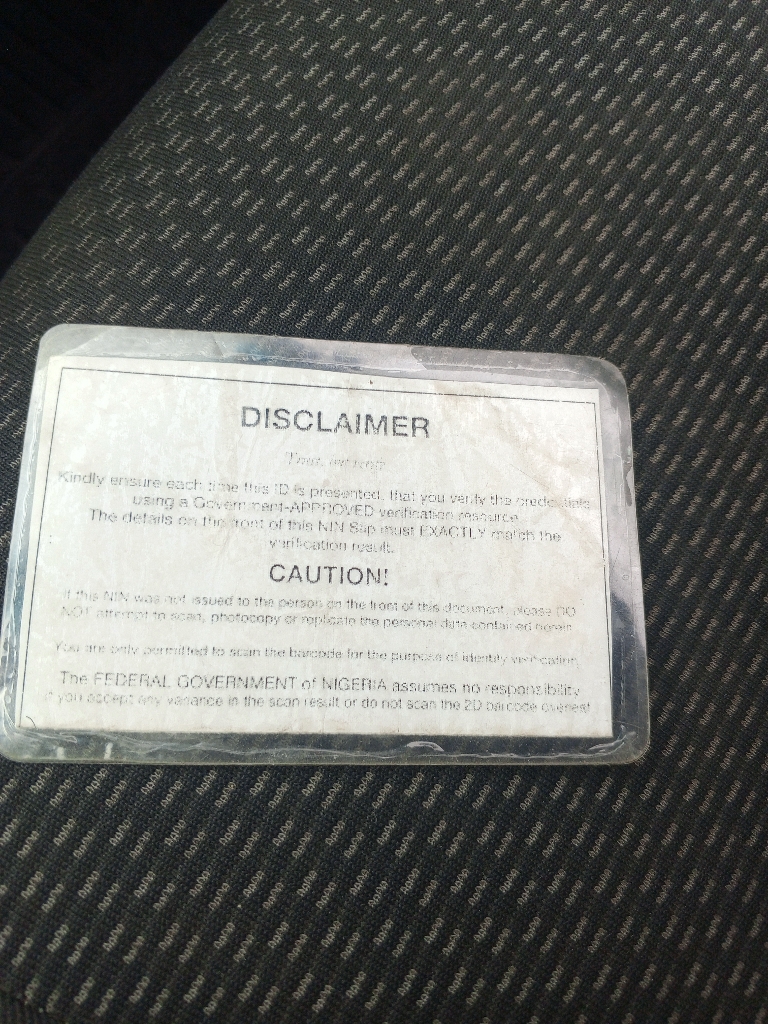 DISCLAIMER
Trust, but verify
Kindly ensure each time this ID is presented, that you verify the credentials
using a Government-APPROVED verification resource.
The details on the front of this NIN Slip must EXACTLY match the
verification result.
CAUTION!
If this NIN was not issued to the person on the front of this document, please DO
NOT attempt to scan, photocopy or replicate the personal data contained herein.
You are only permitted to scan the barcode for the purpose of identity verification.
The FEDERAL GOVERNMENT of NIGERIA assumes no responsibility
if you accept any variance in the scan result or do not scan the 2D barcode overleaf